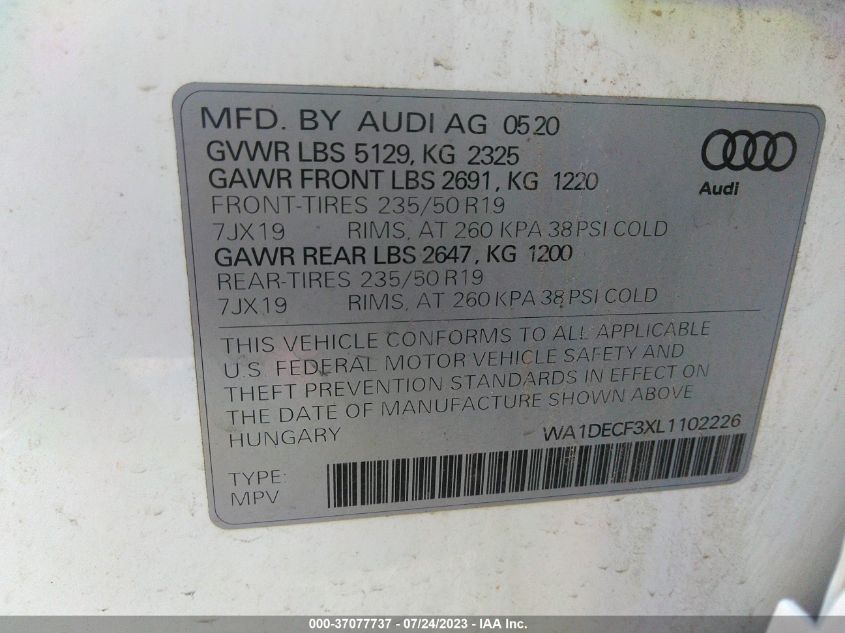 MFD. BY AUDI AG 0520
GVWR LBS 5129, KG 2325
GAWR FRONT LBS 2691, KG 1220
FRONT-TIRES 235/50 R19
7JX19 RIMS, AT 260 KPA 38 PSI COLD
GAWR REAR LBS 2647, KG 1200
REAR-TIRES 235/50 R19
7JX19 RIMS, AT 260 KPA 38 PSI COLD
Audi
THIS VEHICLE CONFORMS TO ALL APPLICABLE
U.S. FEDERAL MOTOR VEHICLE SAFETY AND
THEFT PREVENTION STANDARDS IN EFFECT ON
THE DATE OF MANUFACTURE SHOWN ABOVE
HUNGARY WA1DECF3XL1102226
TYPE:
MPV
000-37077737 - 07/24/2023 - IAA Inc.